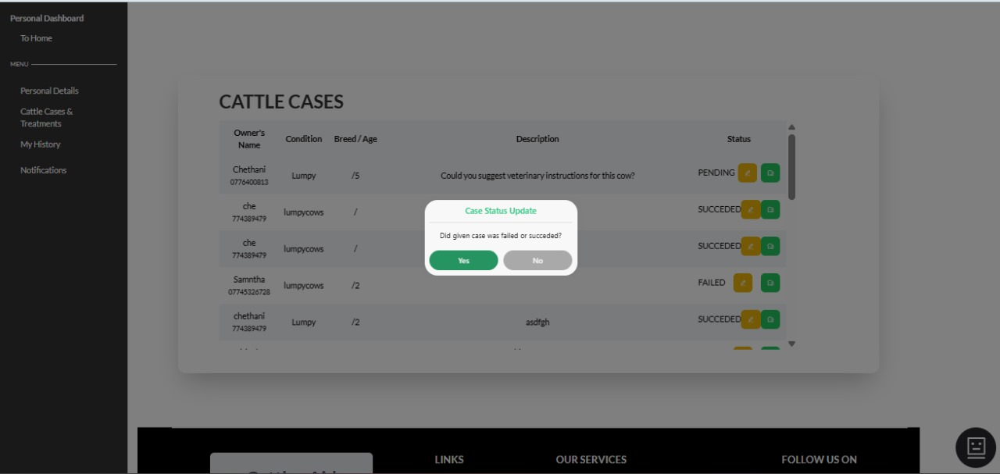 Personal Dashboard
To Home
MENU
Personal Details
Cattle Cases &
Treatments
My History
Notifications
CATTLE CASES
Owner's
Name
Condition Breed / Age Description Status
Chethani
0776400813
Lumpy /5 Could you suggest veterinary instructions for this cow? PENDING
che
774389479
lumpycows / SUCCEDED
che
774389479
lumpycows / SUCCEDED
Samntha
07745326728
lumpycows /2 FAILED
chethani
774389479
Lumpy /2 asdfgh SUCCEDED
Case Status Update
Did given case was failed or succeded?
Yes No
LINKS OUR SERVICES FOLLOW US ON